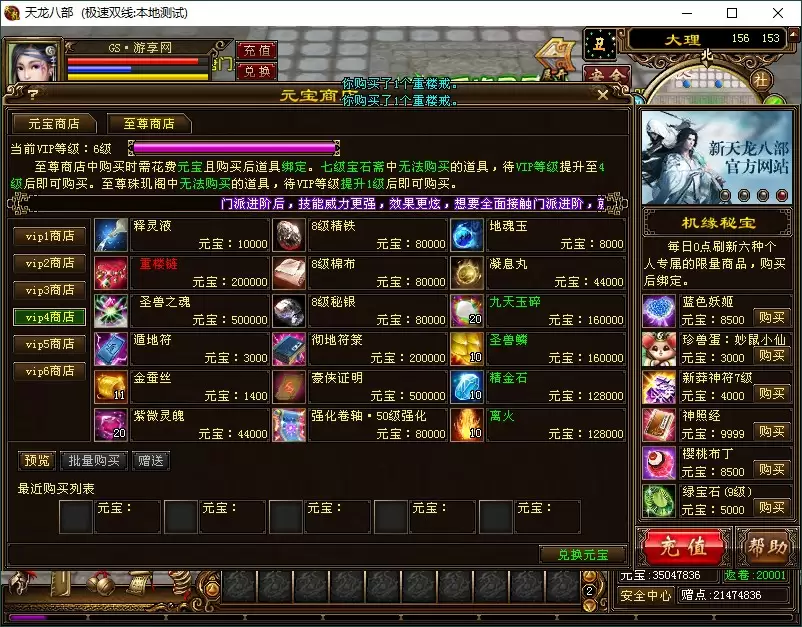 天龙八部 (极速双线:本地测试)
GS·游享网
充值
兑换
丑
大理 156 153
北
安全
社
你购买了1个重楼戒。
你购买了1个重楼戒。
? 元宝商店
元宝商店 至尊商店
当前VIP等级：6级
至尊商店中购买时需花费元宝且购买后道具绑定。七级宝石斋中无法购买的道具，待VIP等级提升至4
级后即可购买。至尊珠玑阁中无法购买的道具，待VIP等级提升1级后即可购买。
门派进阶后，技能威力更强，效果更炫，想要全面接触门派进阶，
vip1商店
vip2商店
vip3商店
vip4商店
vip5商店
vip6商店
释灵液 元宝：10000
8级精铁 元宝：80000
地魂玉 元宝：8000
重楼链 元宝：200000
8级棉布 元宝：80000
凝息丸 元宝：44000
圣兽之魂 元宝：500000
8级秘银 元宝：80000
20 九天玉碎 元宝：160000
遁地符 元宝：3000
彻地符笺 元宝：200000
10 圣兽鳞 元宝：160000
11 金蚕丝 元宝：1400
豪侠证明 元宝：500000
10 精金石 元宝：128000
20 紫微灵魄 元宝：44000
强化卷轴·50级强化 元宝：80000
10 离火 元宝：128000
预览 批量购买 赠送
最近购买列表
元宝： 元宝： 元宝： 元宝： 元宝：
兑换元宝
新天龙八部
官方网站
机缘秘宝
每日0点刷新六种个
人专属的限量商品，购买
后绑定。
蓝色妖姬
元宝：8500 购买
珍兽蛋：妙鼠小仙
元宝：3000 购买
新莽神符7级
元宝：4000 购买
神照经
元宝：9999 购买
樱桃布丁
元宝：8500 购买
绿宝石（9级）
元宝：5000 购买
充值 帮助
2
元宝：35047836 返卷：20001
安全中心 赠点：21474836